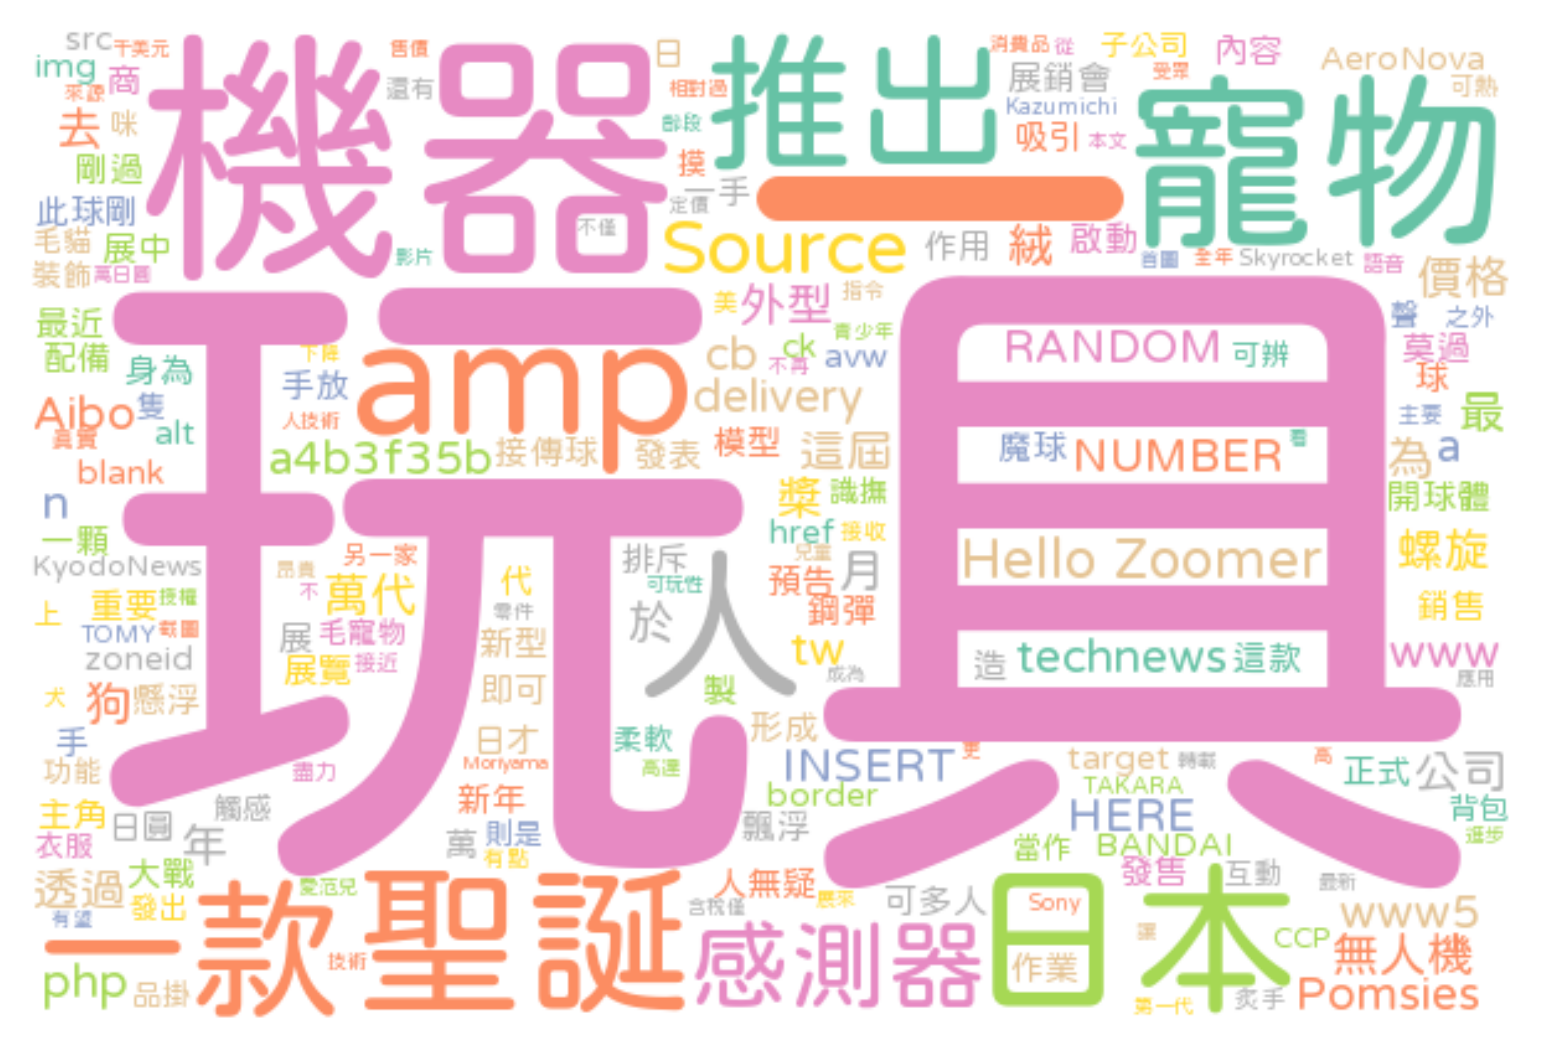 src 千美元 售價 日 消費品 從 子公司 內容 AeroNova
img 商 機器 還有 相對過 推出 展銷會 受眾 可熱
來源 去 咪 Kazumichi 寵物
剛過 摸 吸引 本文
此球剛 一手 一
毛貓 展中 不僅 定價 Source 作用 絨 啟動
裝飾 萬日圓 影片 首圖 全年 Skyrocket 語音 價格
玩具
最近 美 外型 指令 聲 之外
配備 下降 amp cb ck 青少年 RANDOM 可辨 莫過
身為 手放 不再 avw 球
Aibo 隻 人技術 delivery 主要 最
真實 alt a4b3f35b 接傳球 發表 模型 這屆 魔球 NUMBER 看 為 a
blank 槳 識撫 開球體
n href 接收
一顆 另一家 排斥 兒童 Hello Zoomer 螺旋
KyodoNews 昂貴 代 可玩性 人 預告 月
上 重要 授權 不 萬代 零件 鋼彈 銷售
TOMY 截圖 展 毛寵物 新型 於 tw
zoneid 展覽 接近 成為 造 technews 這款 www
犬 狗 懸浮 即可 製 應用
手 日才 柔軟 形成
功能 盡力 Moriyama 高達 INSERT 更 target 轉載 高 正式 公司
主角 觸感 新年 border TAKARA
日圓 年 萬 則是 飄浮 HERE 背包
衣服 有點 當作 BANDAI 進步
透過 大戰 愛范兒 人無疑 發售 互動 最新
有望 發出 一款 聖誕 含稅僅 展來 可多人 Sony 日本 www5
技術 感測器 作業 讓 CCP 無人機
php 品掛 第一代 炙手 Pomsies